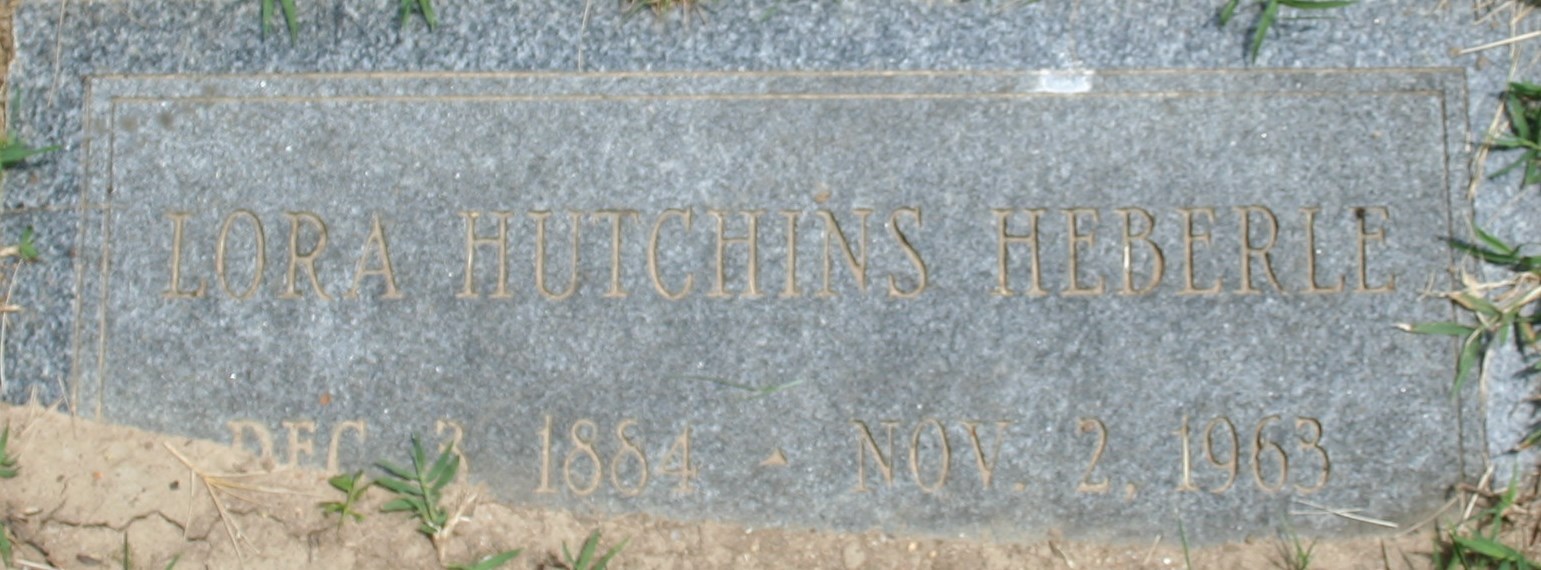 LORA HUTCHINS HEBERLE
DEC 3 1884 - NOV. 2, 1963